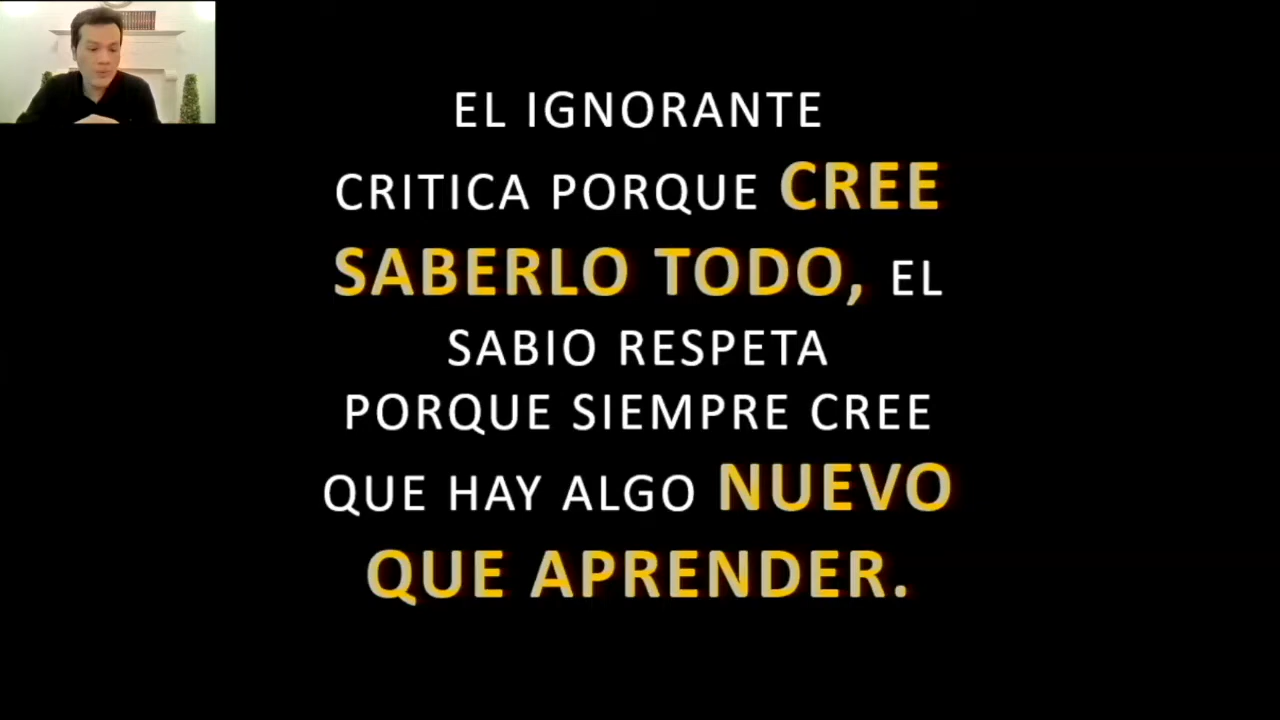 EL IGNORANTE
CRITICA PORQUE CREE
SABERLO TODO, EL
SABIO RESPETA
PORQUE SIEMPRE CREE
QUE HAY ALGO NUEVO
QUE APRENDER.